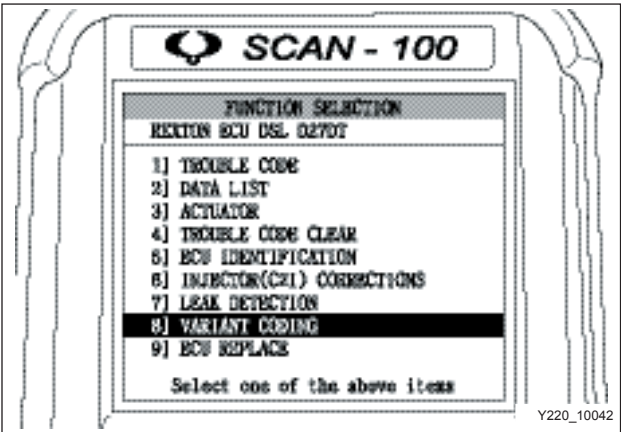 SCAN - 100
FUNCTION SELECTION
REXTON ECU DSL D27DT
1] TROUBLE CODE
2] DATA LIST
3] ACTUATOR
4] TROUBLE CODE CLEAR
5] ECU IDENTIFICATION
6] INJECTOR(C2I) CORRECTIONS
7] LEAK DETECTION
8] VARIANT CODING
9] ECU REPLACE
Select one of the above items
Y220_10042